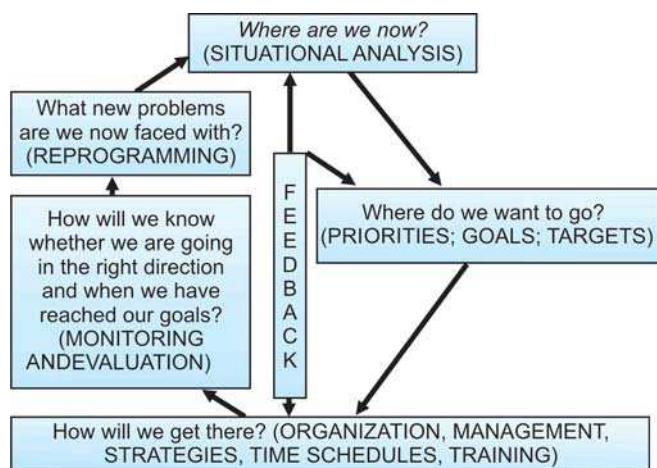 Where are we now?
(SITUATIONAL ANALYSIS)
What new problems
are we now faced with?
(REPROGRAMMING)
F
E
E
D
B
A
C
K
Where do we want to go?
(PRIORITIES; GOALS; TARGETS)
How will we know
whether we are going
in the right direction
and when we have
reached our goals?
(MONITORING
ANDEVALUATION)
How will we get there? (ORGANIZATION, MANAGEMENT,
STRATEGIES, TIME SCHEDULES, TRAINING)